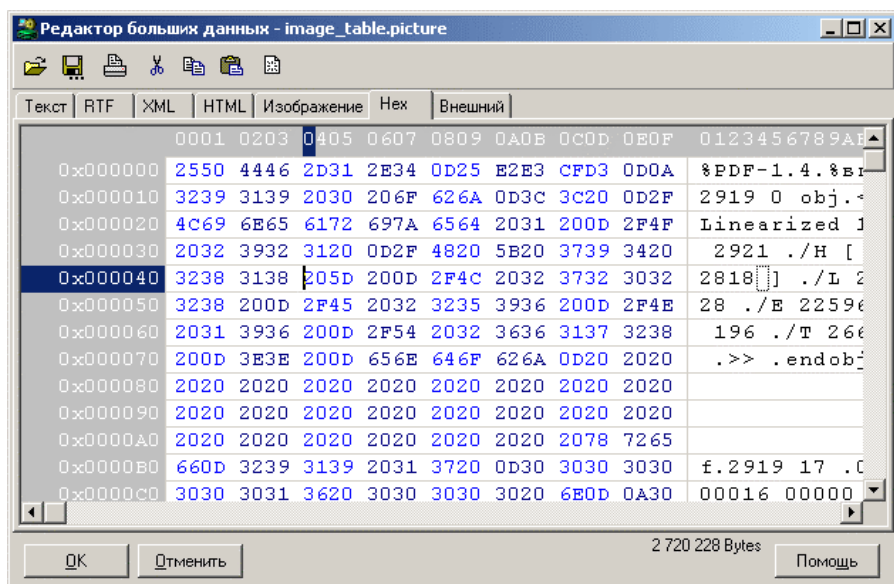 Редактор больших данных - image_table.picture
Текст RTF XML HTML Изображение Hex Внешний
0001 0203 0405 0607 0809 0A0B 0C0D 0E0F 0123456789AB
0x000000 2550 4446 2D31 2E34 0D25 E2E3 CFD3 0D0A %PDF-1.4.%вг
0x000010 3239 3139 2030 206F 626A 0D3C 3C20 0D2F 2919 0 obj.<
0x000020 4C69 6E65 6172 697A 6564 2031 200D 2F4F Linearized 1
0x000030 2032 3932 3120 0D2F 4820 5B20 3739 3420 2921 ./H [
0x000040 3238 3138 205D 200D 2F4C 2032 3732 3032 2818 ] ./L 2
0x000050 3238 200D 2F45 2032 3235 3936 200D 2F4E 28 ./E 22596
0x000060 2031 3936 200D 2F54 2032 3636 3137 3238 196 ./T 266
0x000070 200D 3E3E 200D 656E 646F 626A 0D20 2020 .>> .endobj
0x000080 2020 2020 2020 2020 2020 2020 2020 2020
0x000090 2020 2020 2020 2020 2020 2020 2020 2020
0x0000A0 2020 2020 2020 2020 2020 2020 2078 7265
0x0000B0 660D 3239 3139 2031 3720 0D30 3030 3030 f.2919 17 .0
0x0000C0 3030 3031 3620 3030 3030 3020 6E0D 0A30 00016 00000
2 720 228 Bytes
OK Отменить Помощь